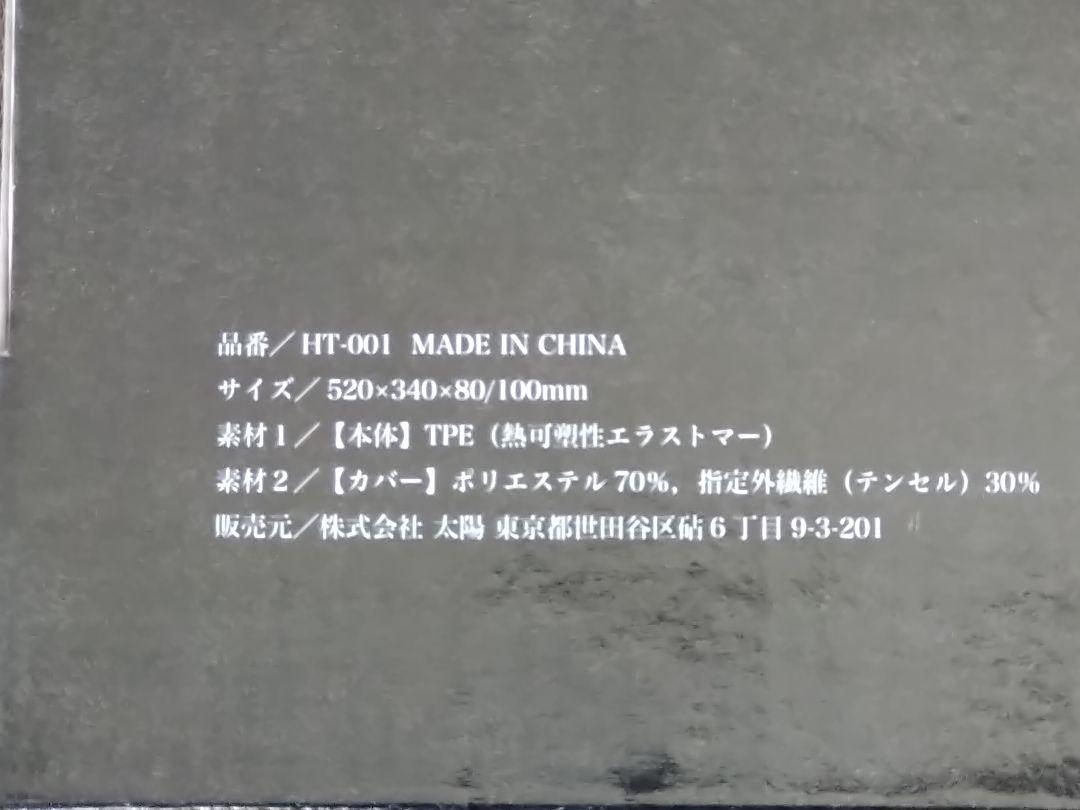 品番／HT-001 MADE IN CHINA
サイズ／520×340×80/100mm
素材1／【本体】TPE（熱可塑性エラストマー）
素材2／【カバー】ポリエステル70%，指定外繊維（テンセル）30%
販売元／株式会社 太陽 東京都世田谷区砧6丁目9-3-201